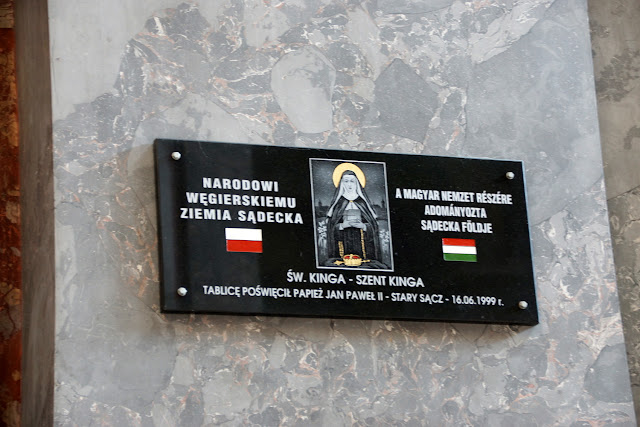 NARODOWI
WĘGIERSKIEMU
ZIEMIA SĄDECKA
A MAGYAR NEMZET RÉSZÉRE
ADOMÁNYOZTA
SĄDECKA FÖLDJE
ŚW. KINGA - SZENT KINGA
TABLICĘ POŚWIĘCIŁ PAPIEŻ JAN PAWEŁ II - STARY SĄCZ - 16.06.1999 r.